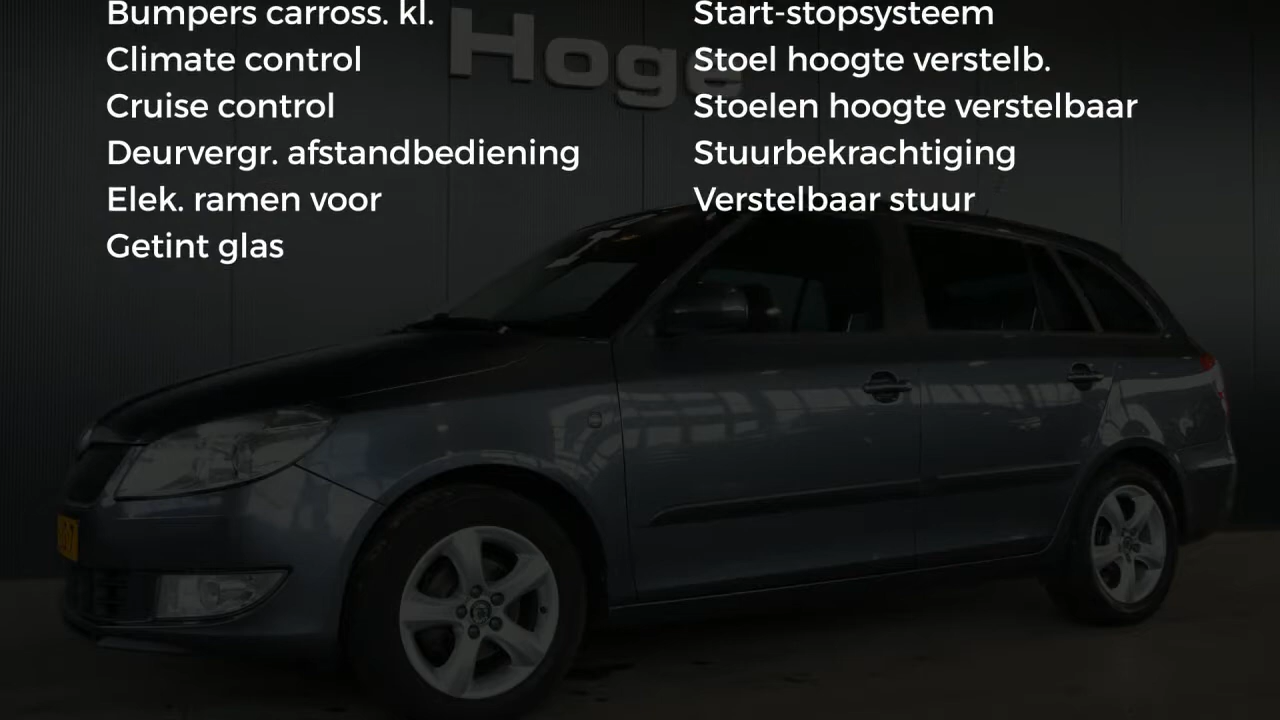 Bumpers carross. kl.
Climate control
Cruise control
Deurvergr. afstandbediening
Elek. ramen voor
Getint glas
Start-stopsysteem
Stoel hoogte verstelb.
Stoelen hoogte verstelbaar
Stuurbekrachtiging
Verstelbaar stuur
Hoge